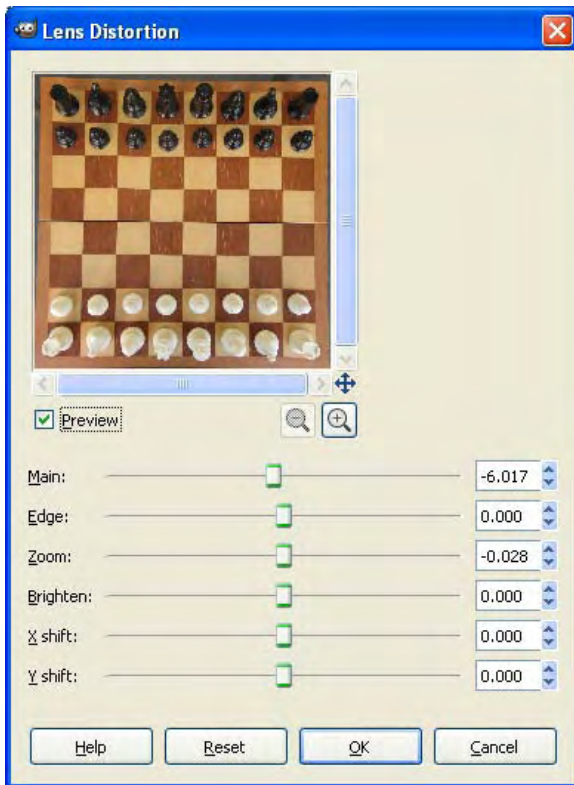 Lens Distortion
Preview
Main: -6.017
Edge: 0.000
Zoom: -0.028
Brighten: 0.000
X shift: 0.000
Y shift: 0.000
Help Reset OK Cancel